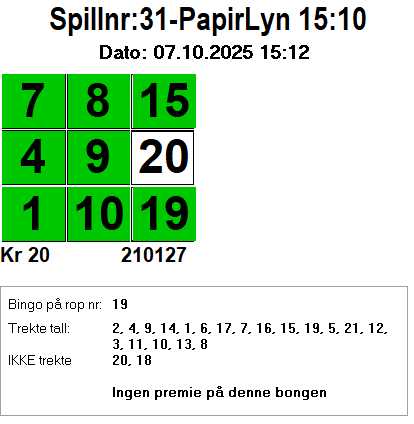 Spillnr:31-PapirLyn 15:10
Dato: 07.10.2025 15:12
7 8 15
4 9 20
1 10 19
Kr 20 210127
Bingo på rop nr: 19
Trekte tall: 2, 4, 9, 14, 1, 6, 17, 7, 16, 15, 19, 5, 21, 12,
3, 11, 10, 13, 8
IKKE trekte 20, 18
Ingen premie på denne bongen